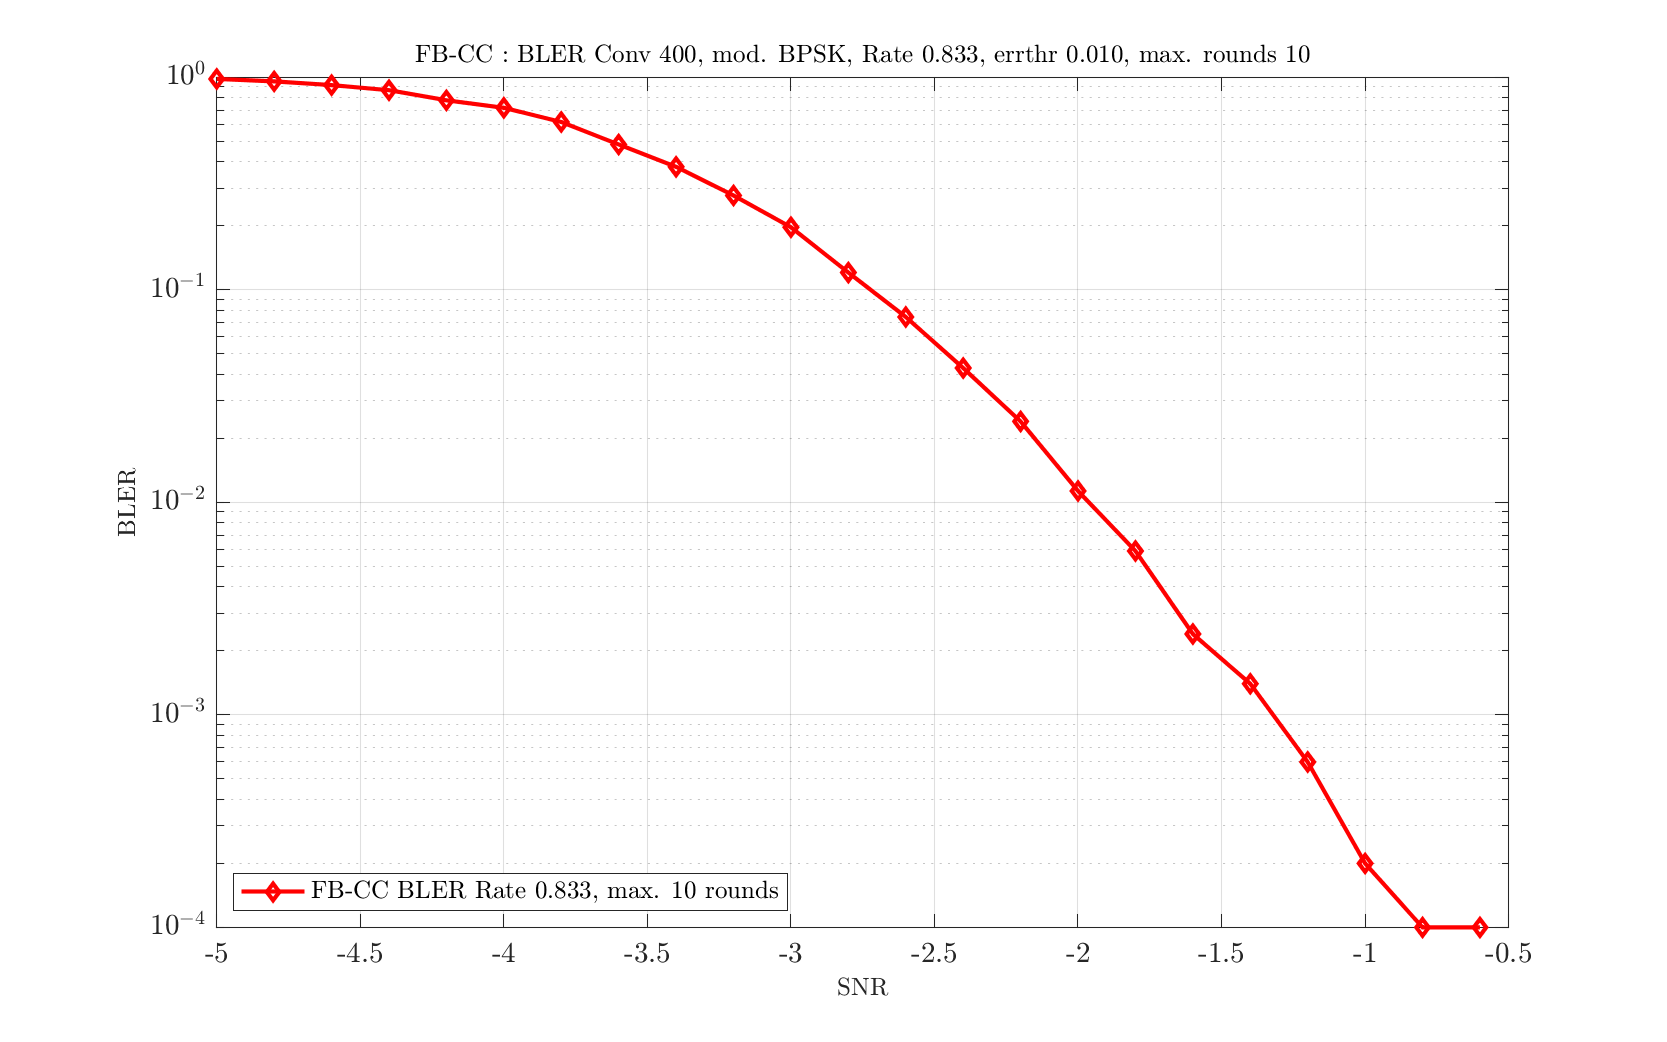 FB-CC : BLER Conv 400, mod. BPSK, Rate 0.833, errthr 0.010, max. rounds 10
10^0
10^{-1}
10^{-2}
10^{-3}
10^{-4}
BLER
FB-CC BLER Rate 0.833, max. 10 rounds
-5 -4.5 -4 -3.5 -3 -2.5 -2 -1.5 -1 -0.5
SNR